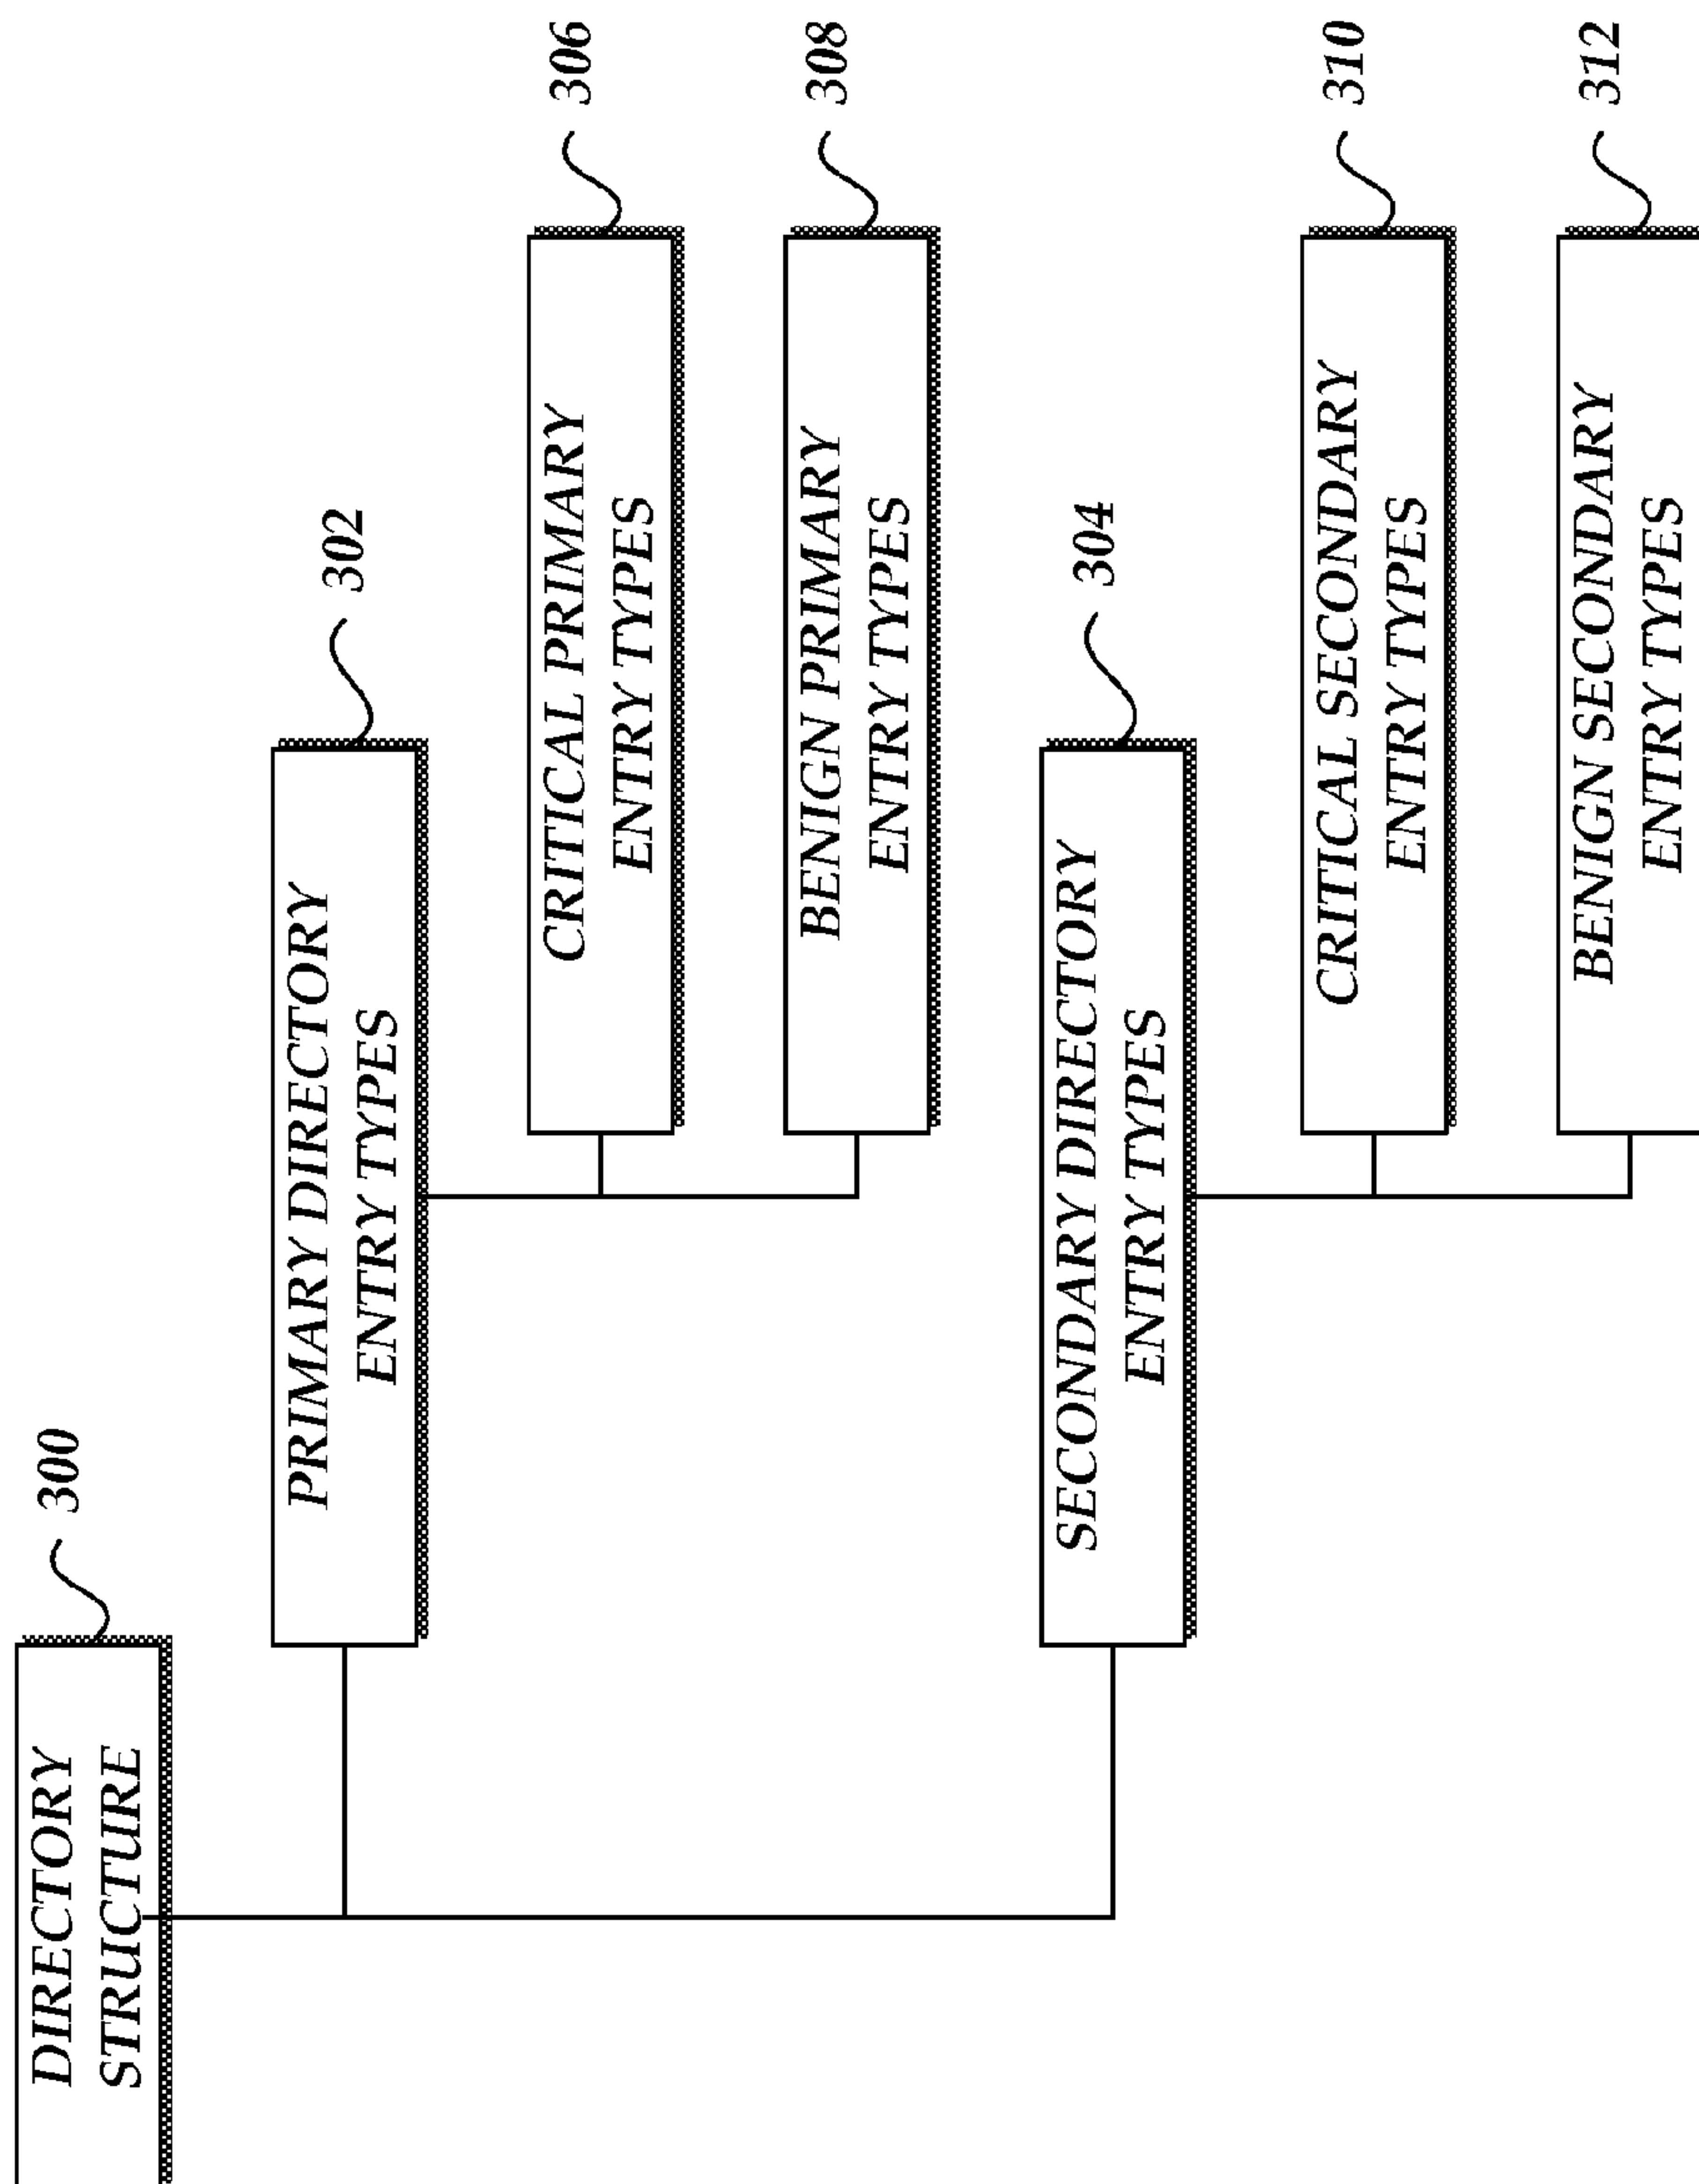 DIRECTORY
STRUCTURE
300
PRIMARY DIRECTORY
ENTRY TYPES
302
CRITICAL PRIMARY
ENTRY TYPES
306
BENIGN PRIMARY
ENTRY TYPES
308
SECONDARY DIRECTORY
ENTRY TYPES
304
CRITICAL SECONDARY
ENTRY TYPES
310
BENIGN SECONDARY
ENTRY TYPES
312